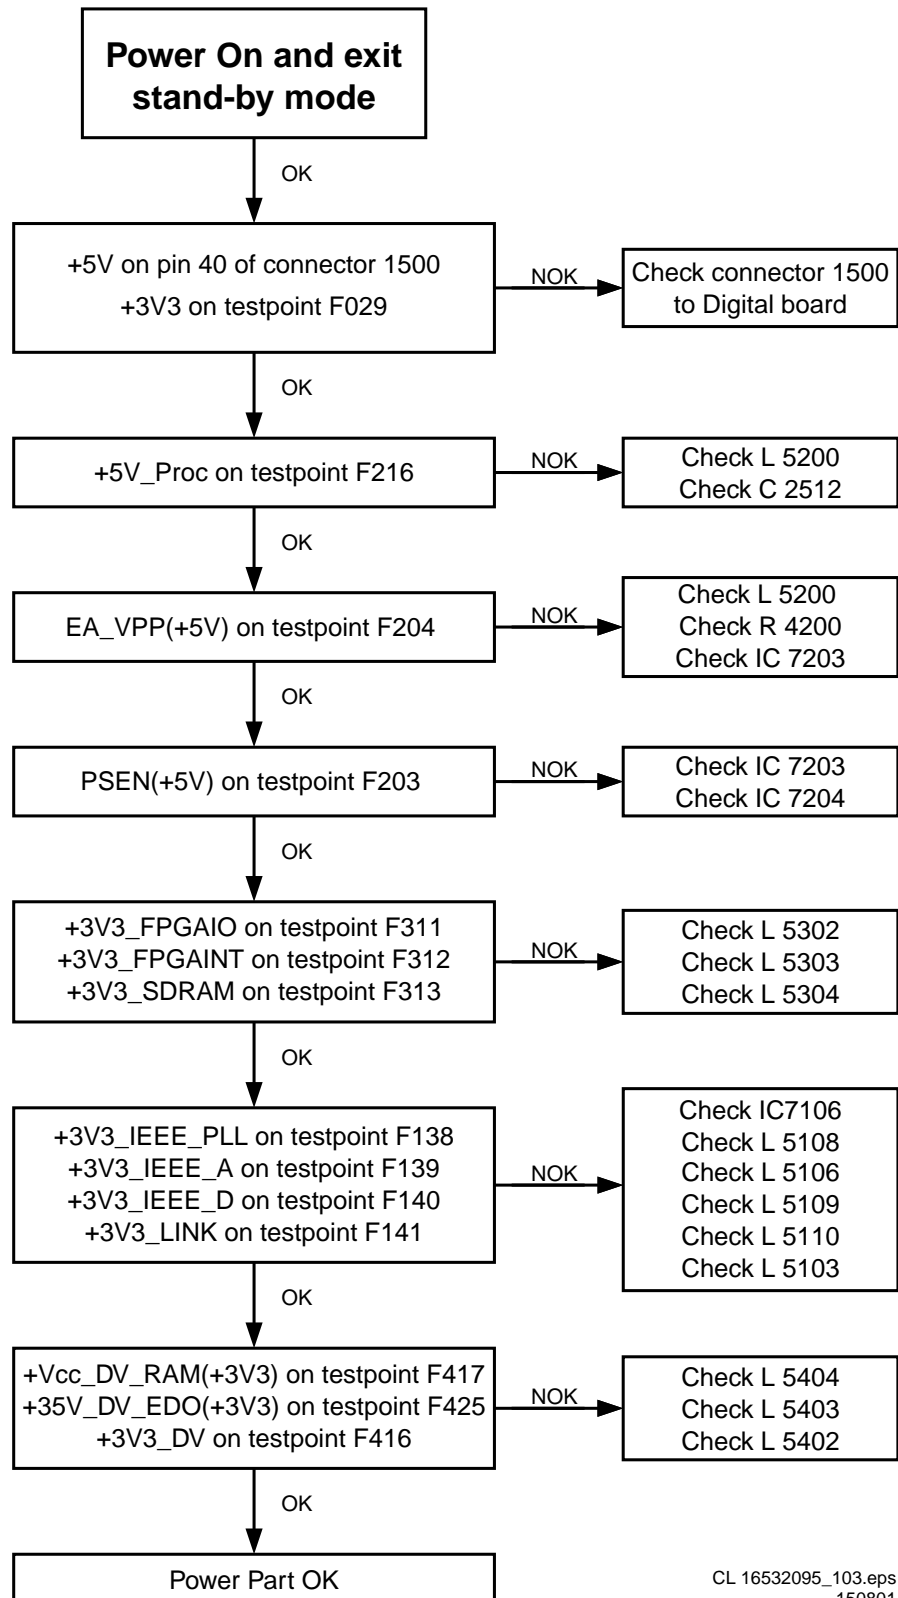 Power On and exit
stand-by mode
OK
+5V on pin 40 of connector 1500
+3V3 on testpoint F029
NOK
Check connector 1500
to Digital board
OK
+5V_Proc on testpoint F216
NOK
Check L 5200
Check C 2512
OK
EA_VPP(+5V) on testpoint F204
NOK
Check L 5200
Check R 4200
Check IC 7203
OK
PSEN(+5V) on testpoint F203
NOK
Check IC 7203
Check IC 7204
OK
+3V3_FPGAIO on testpoint F311
+3V3_FPGAINT on testpoint F312
+3V3_SDRAM on testpoint F313
NOK
Check L 5302
Check L 5303
Check L 5304
OK
+3V3_IEEE_PLL on testpoint F138
+3V3_IEEE_A on testpoint F139
+3V3_IEEE_D on testpoint F140
+3V3_LINK on testpoint F141
NOK
Check IC7106
Check L 5108
Check L 5106
Check L 5109
Check L 5110
Check L 5103
OK
+Vcc_DV_RAM(+3V3) on testpoint F417
+35V_DV_EDO(+3V3) on testpoint F425
+3V3_DV on testpoint F416
NOK
Check L 5404
Check L 5403
Check L 5402
OK
Power Part OK
CL 16532095_103.eps
150801